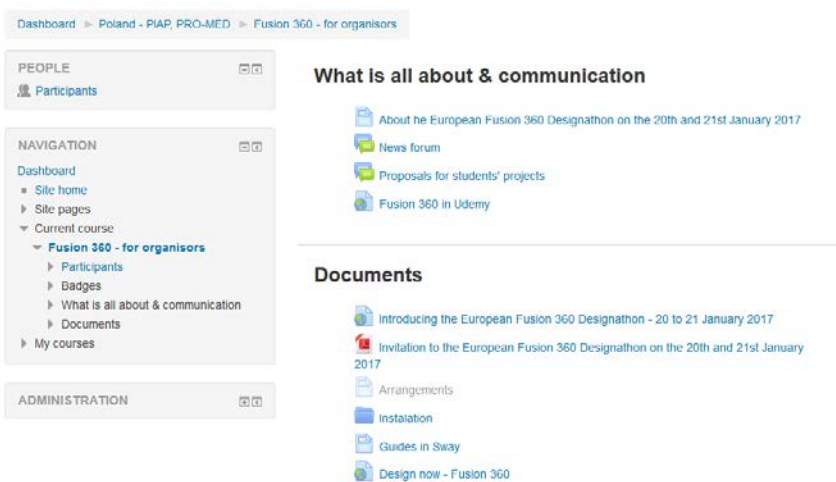 Dashboard ► Poland - PIAP, PRO-MED ► Fusion 360 - for organisors
PEOPLE
Participants
NAVIGATION
Dashboard
Site home
Site pages
Current course
Fusion 360 - for organisors
Participants
Badges
What is all about & communication
Documents
My courses
ADMINISTRATION
What is all about & communication
About he European Fusion 360 Designathon on the 20th and 21st January 2017
News forum
Proposals for students' projects
Fusion 360 in Udemy
Documents
Introducing the European Fusion 360 Designathon - 20 to 21 January 2017
Invitation to the European Fusion 360 Designathon on the 20th and 21st January
2017
Arrangements
Instalation
Guides in Sway
Design now - Fusion 360